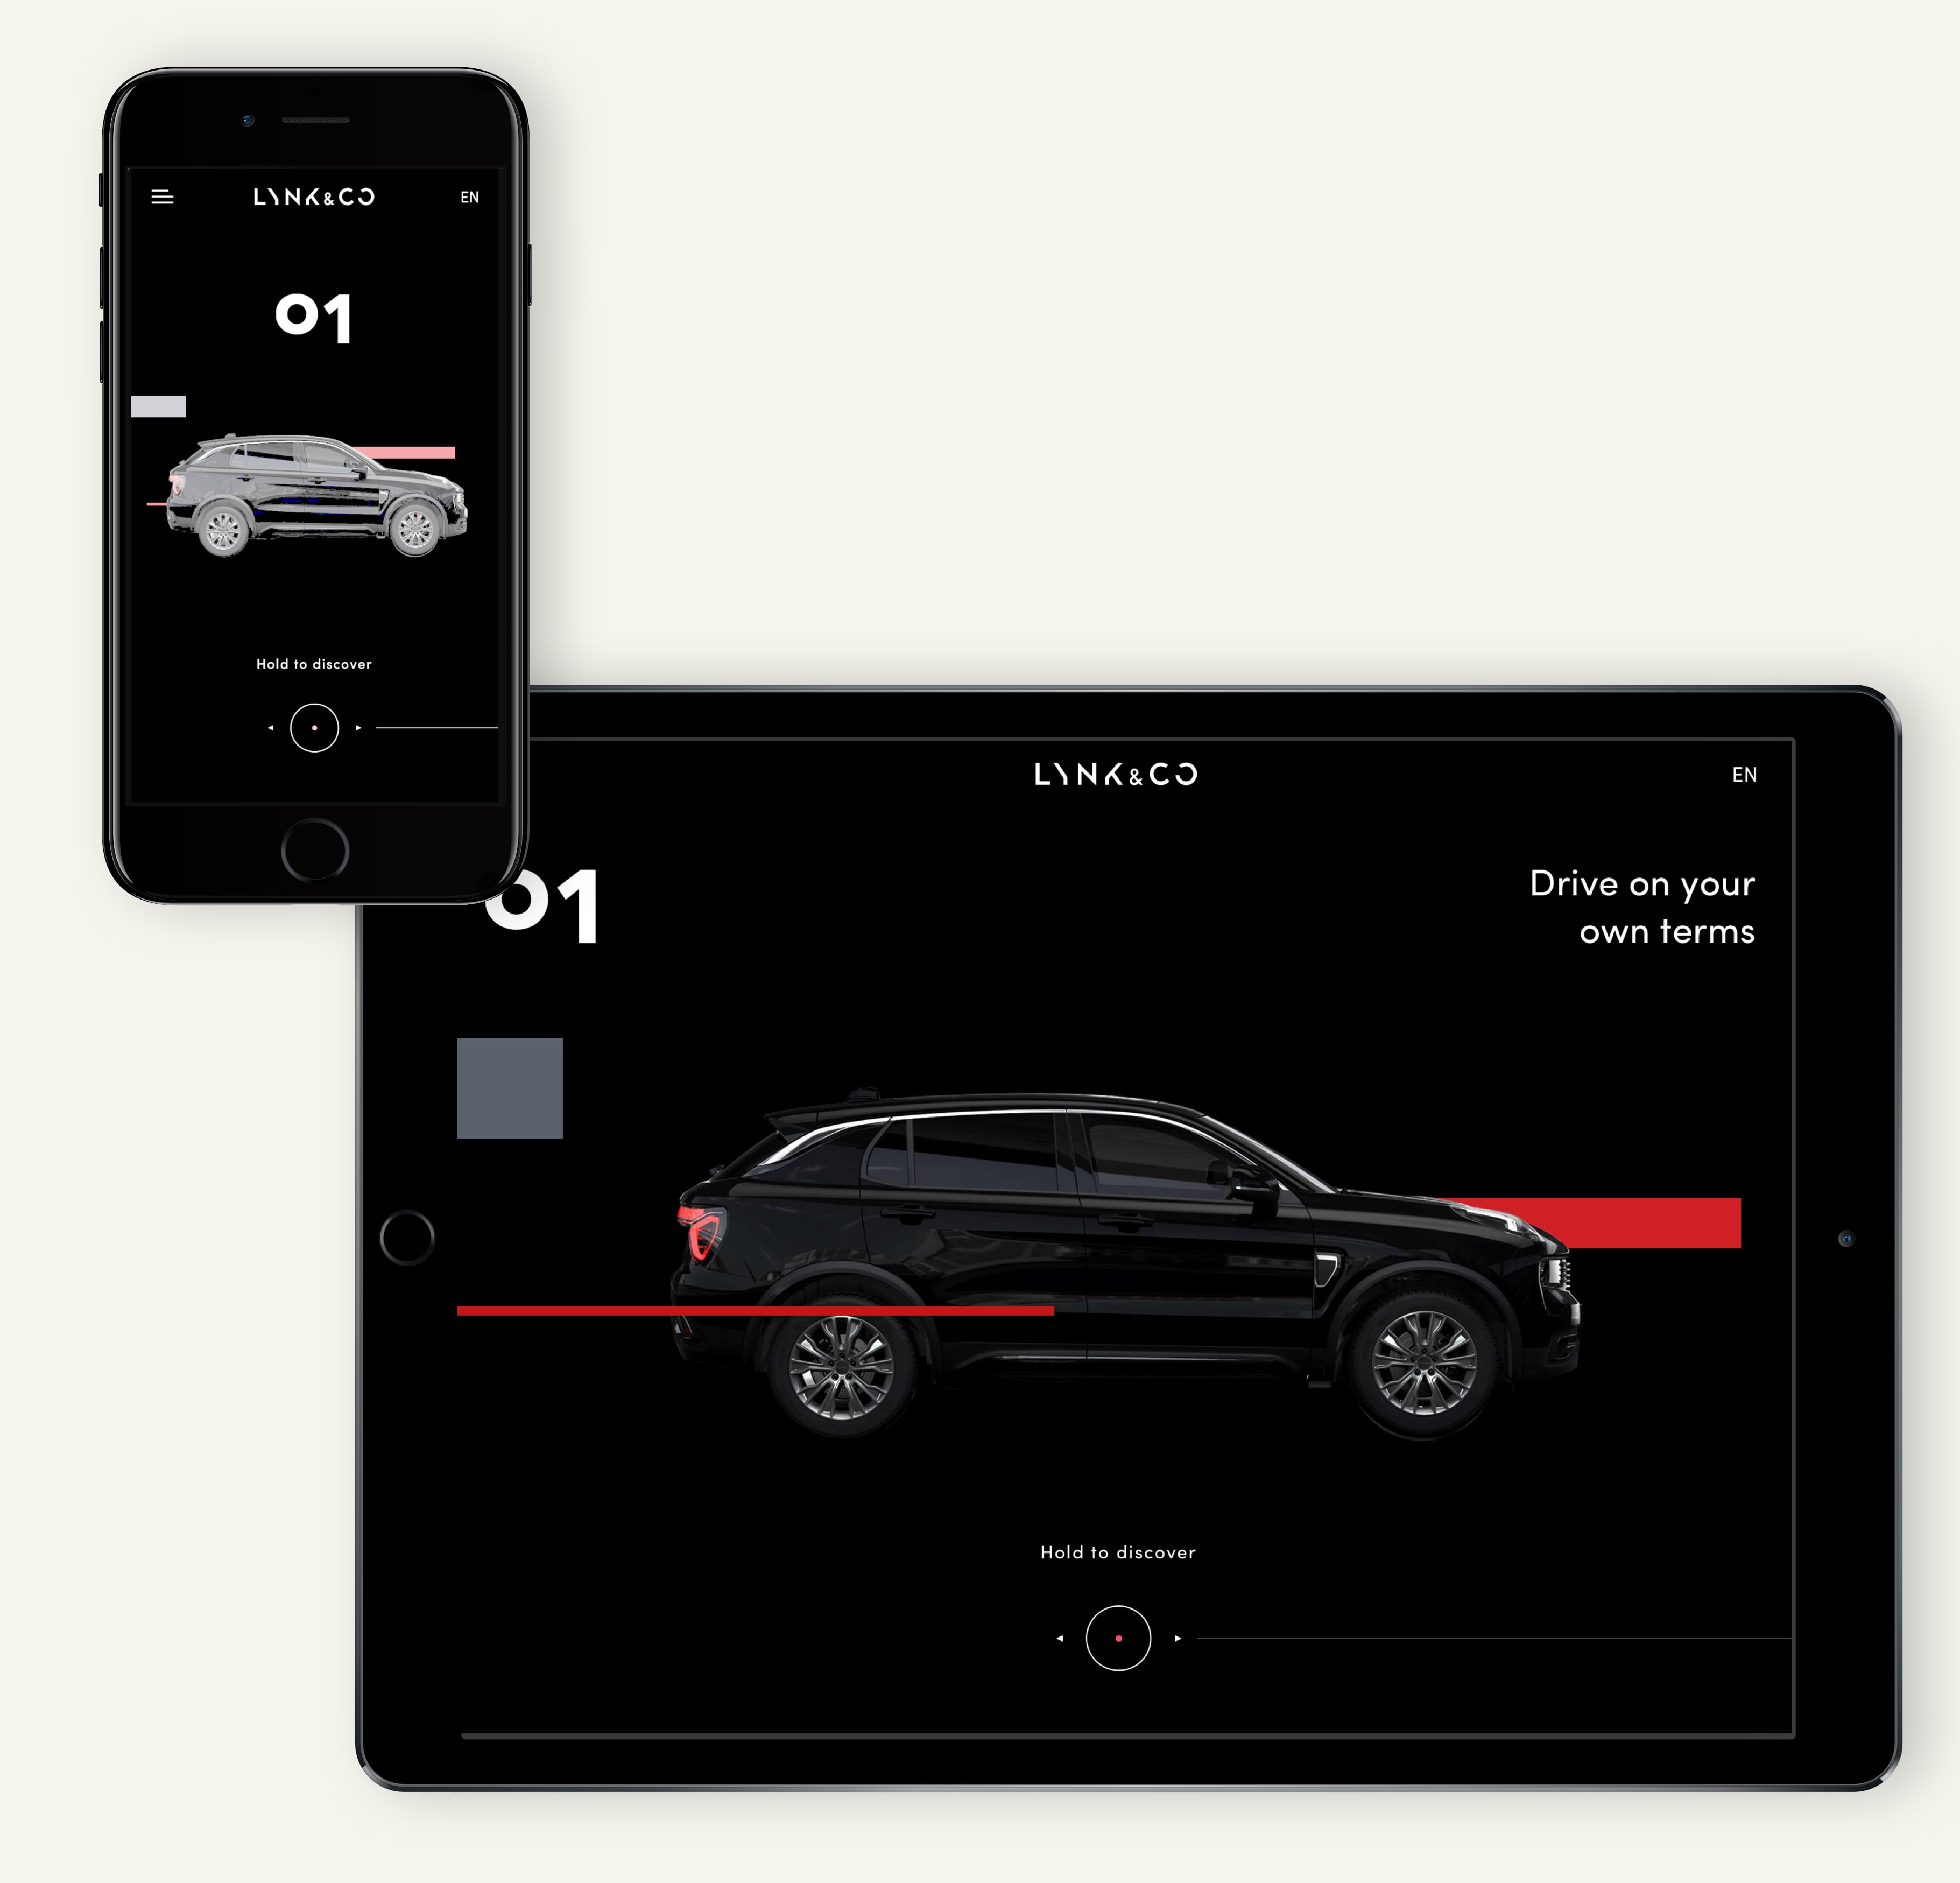 LYNK&CO
EN
01
Hold to discover
LYNK&CO
EN
01
Drive on your
own terms
Hold to discover